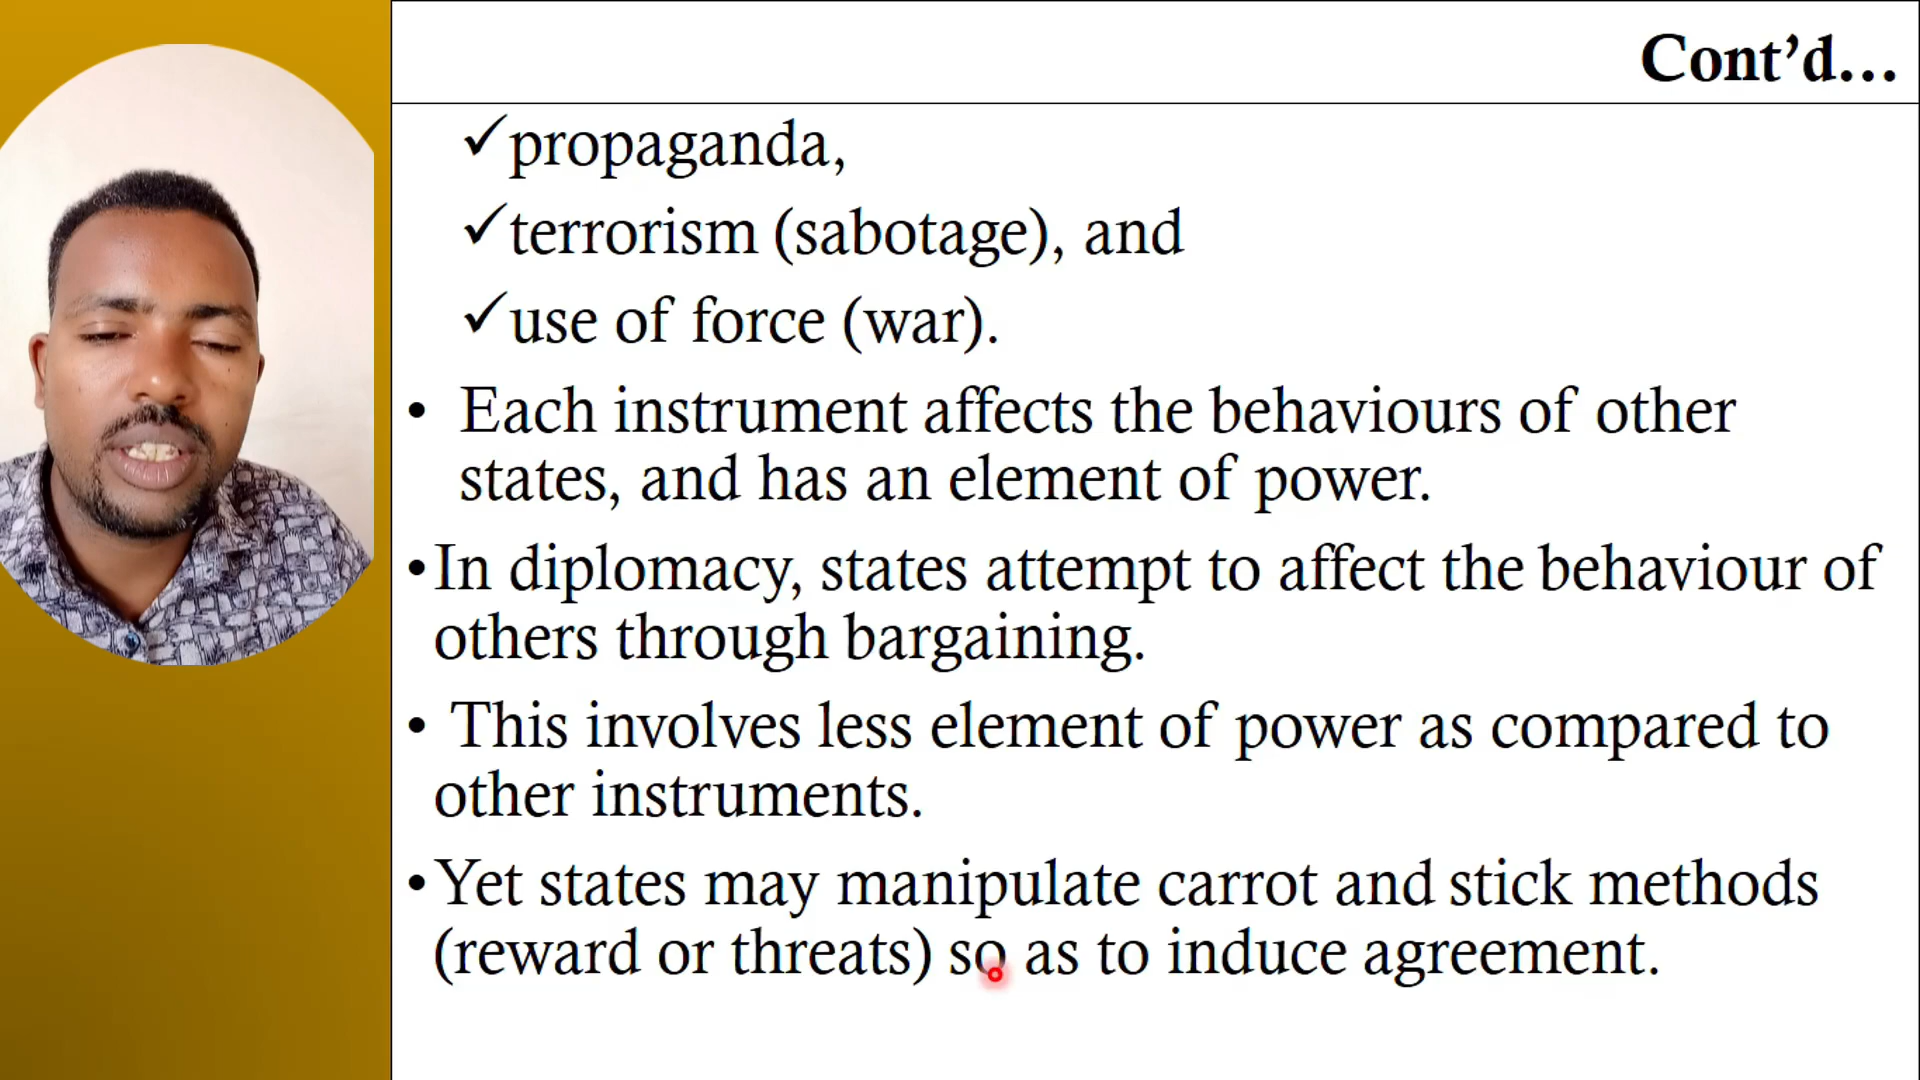 Cont’d…
✓propaganda,
✓terrorism (sabotage), and
✓use of force (war).
• Each instrument affects the behaviours of other
states, and has an element of power.
•In diplomacy, states attempt to affect the behaviour of
others through bargaining.
• This involves less element of power as compared to
other instruments.
•Yet states may manipulate carrot and stick methods
(reward or threats) so as to induce agreement.